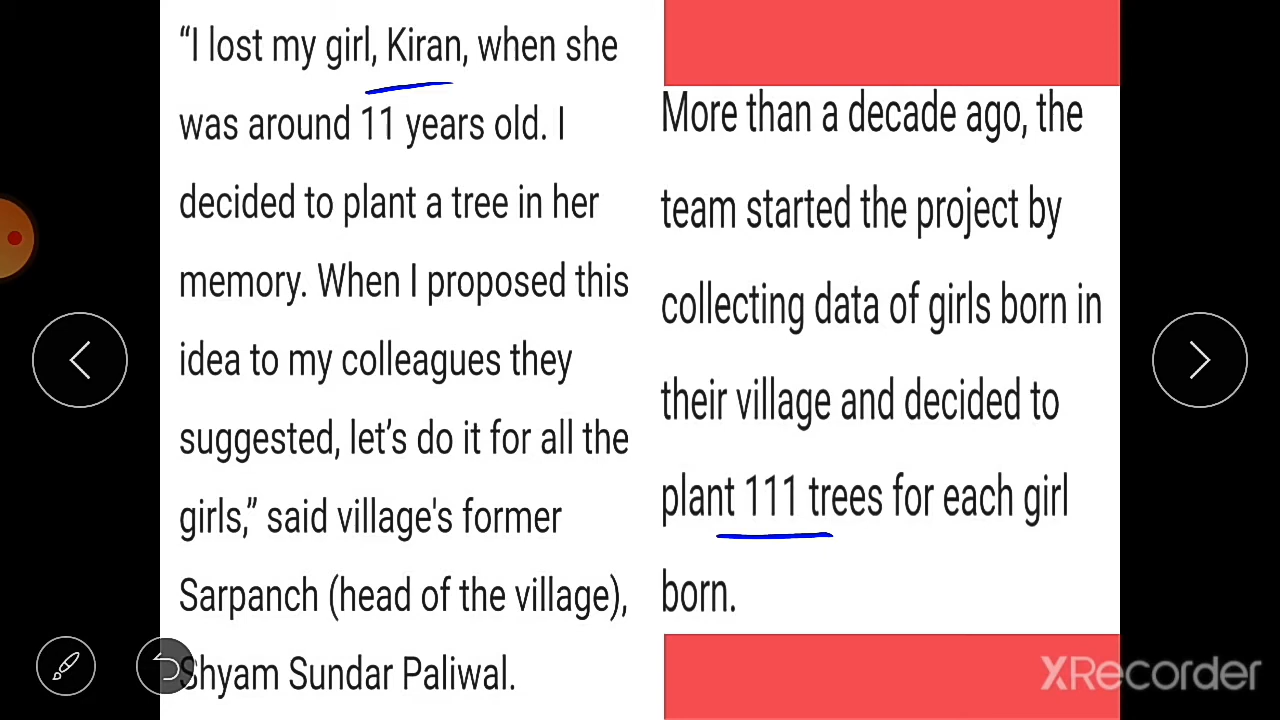 “I lost my girl, Kiran, when she
was around 11 years old. I
decided to plant a tree in her
memory. When I proposed this
idea to my colleagues they
suggested, let’s do it for all the
girls,” said village's former
Sarpanch (head of the village),
Shyam Sundar Paliwal.
More than a decade ago, the
team started the project by
collecting data of girls born in
their village and decided to
plant 111 trees for each girl
born.
XRecorder